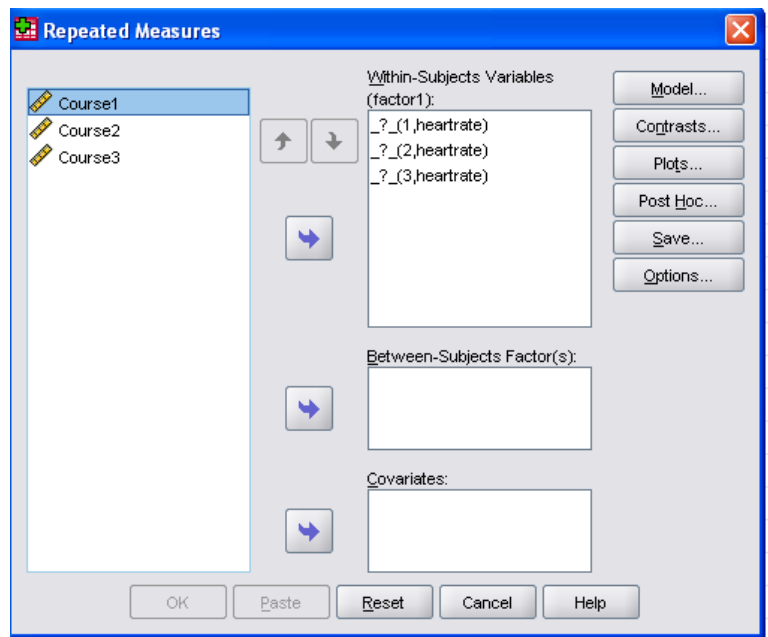 Repeated Measures
Course1
Course2
Course3
Within-Subjects Variables
(factor1):
_?_(1,heartrate)
_?_(2,heartrate)
_?_(3,heartrate)
Between-Subjects Factor(s):
Covariates:
Model...
Contrasts...
Plots...
Post Hoc...
Save...
Options...
OK
Paste
Reset
Cancel
Help